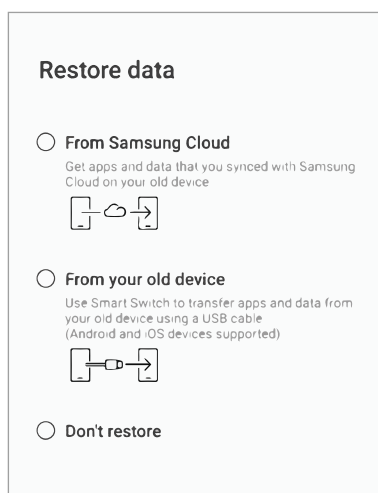 Restore data
From Samsung Cloud
Get apps and data that you synced with Samsung
Cloud on your old device
From your old device
Use Smart Switch to transfer apps and data from
your old device using a USB cable
(Android and iOS devices supported)
Don't restore